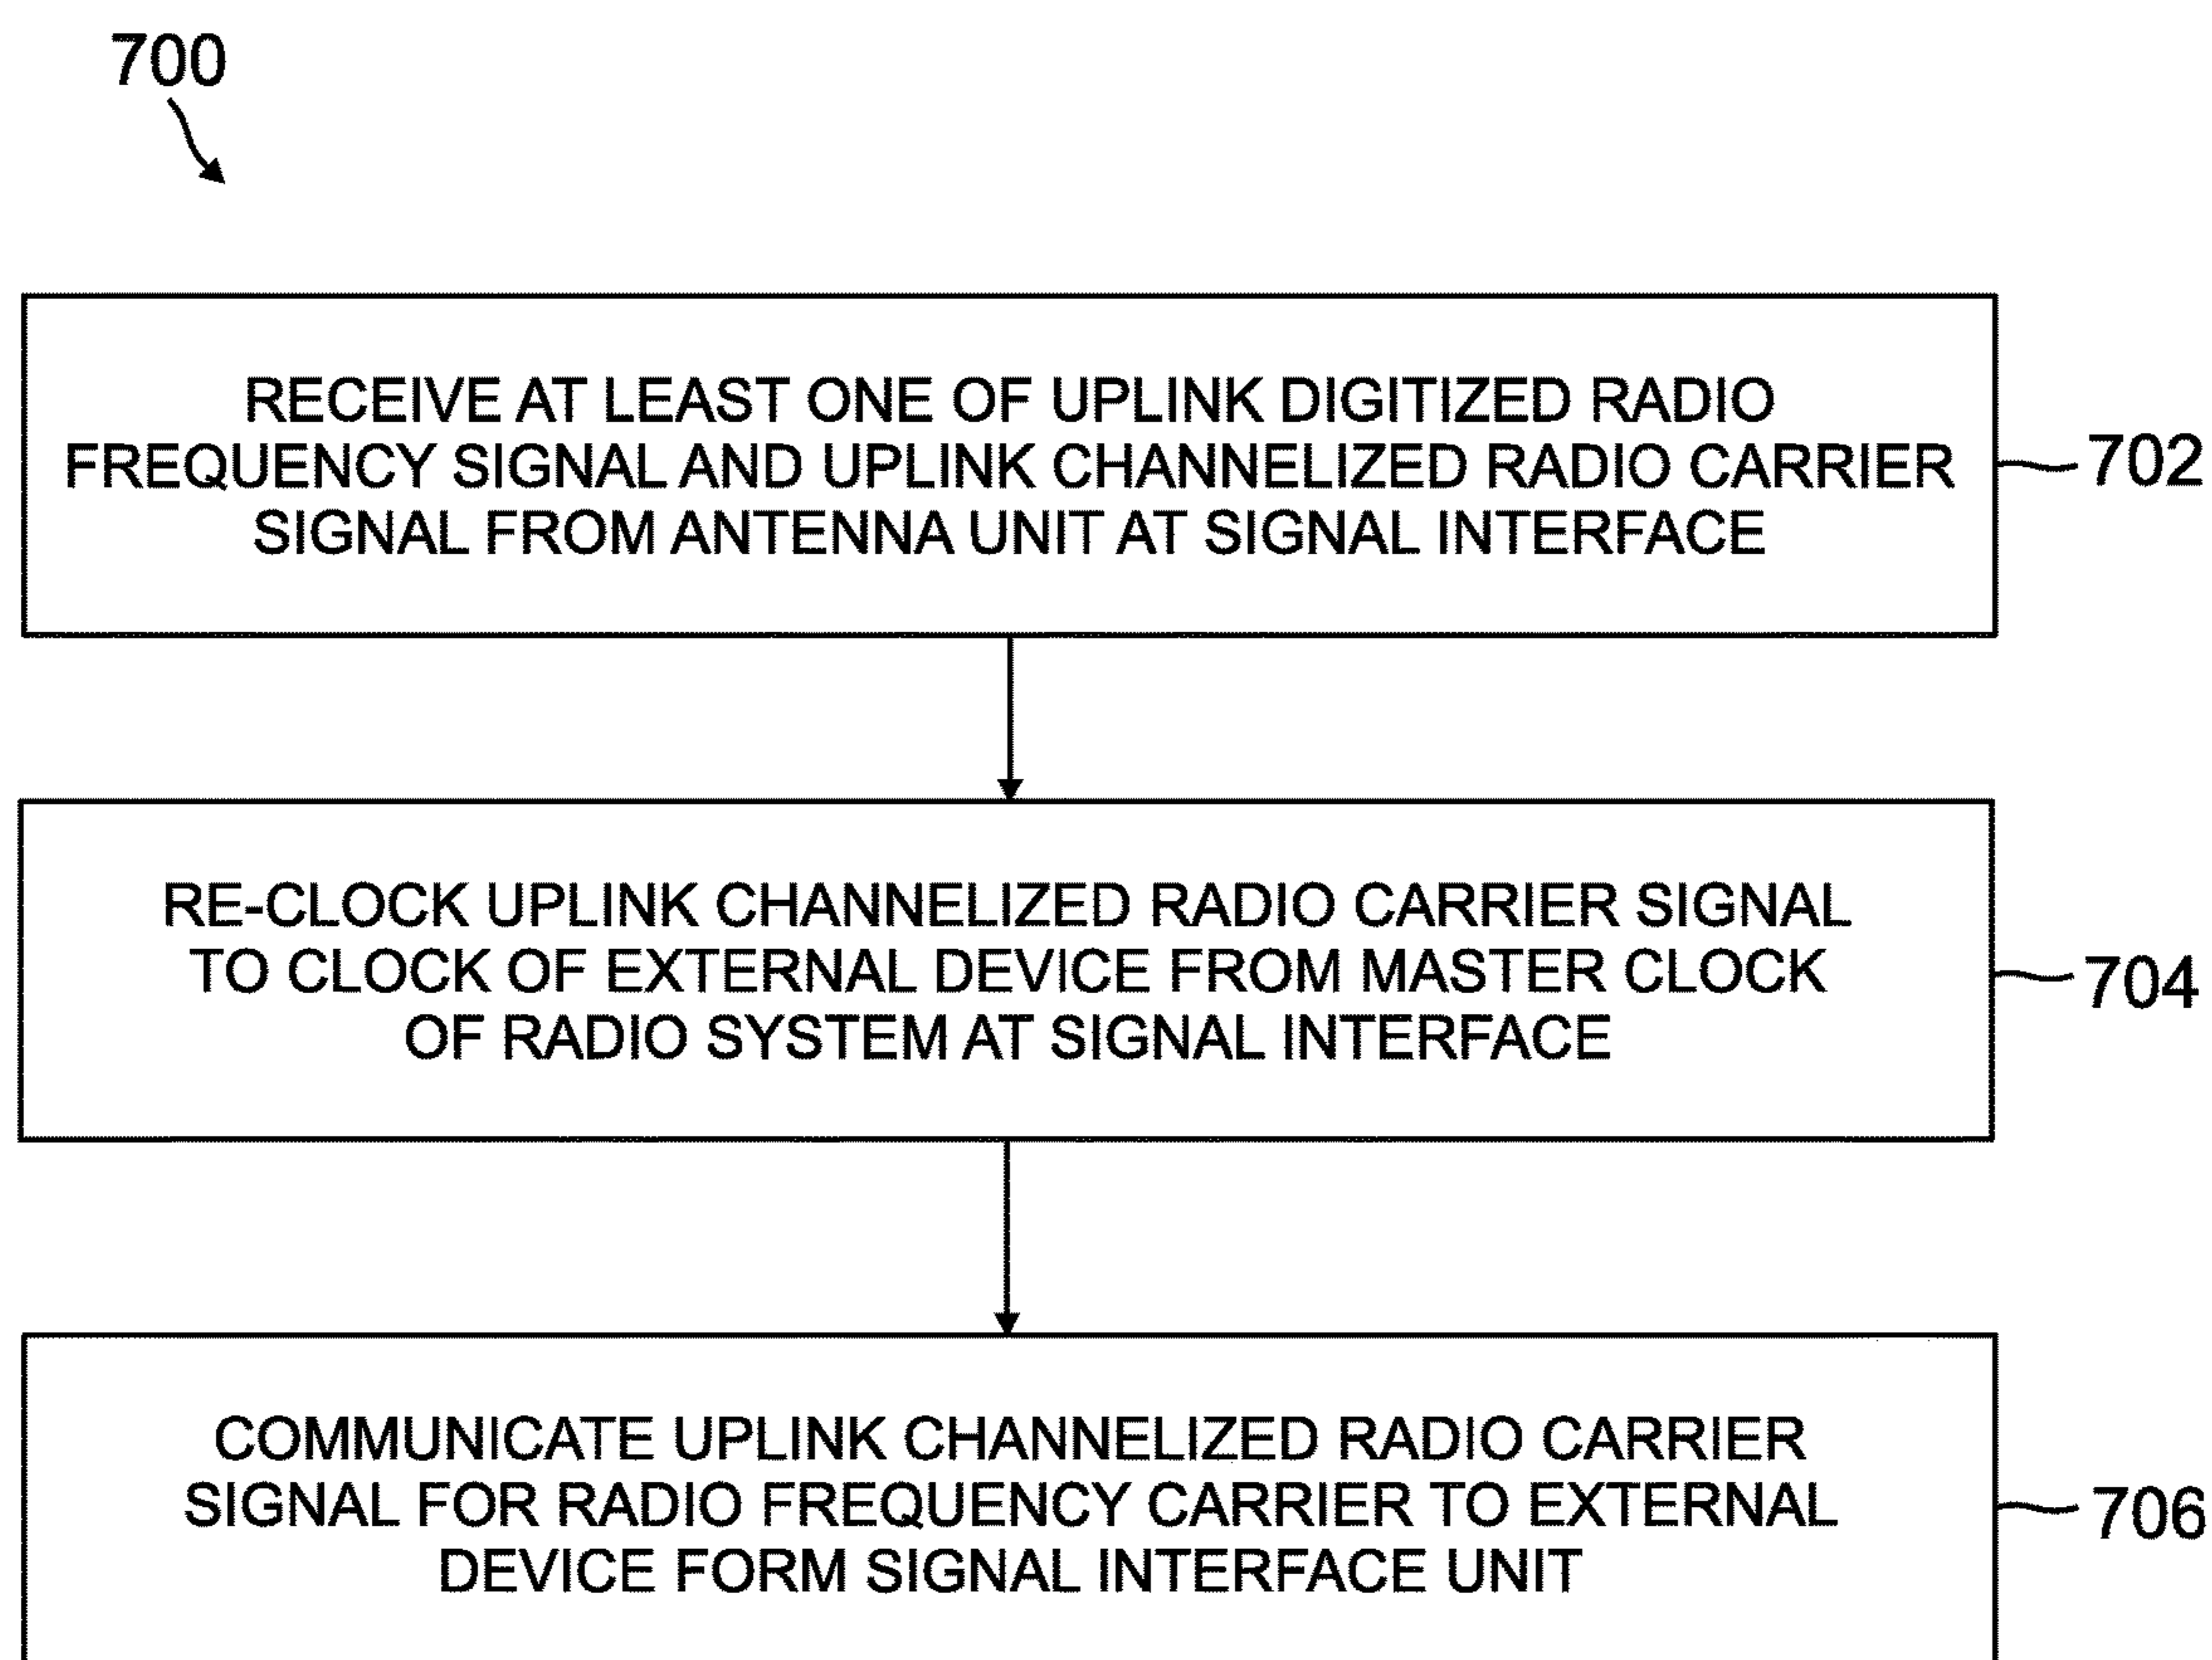 700
RECEIVE AT LEAST ONE OF UPLINK DIGITIZED RADIO
FREQUENCY SIGNAL AND UPLINK CHANNELIZED RADIO CARRIER
SIGNAL FROM ANTENNA UNIT AT SIGNAL INTERFACE
702
RE-CLOCK UPLINK CHANNELIZED RADIO CARRIER SIGNAL
TO CLOCK OF EXTERNAL DEVICE FROM MASTER CLOCK
OF RADIO SYSTEM AT SIGNAL INTERFACE
704
COMMUNICATE UPLINK CHANNELIZED RADIO CARRIER
SIGNAL FOR RADIO FREQUENCY CARRIER TO EXTERNAL
DEVICE FORM SIGNAL INTERFACE UNIT
706